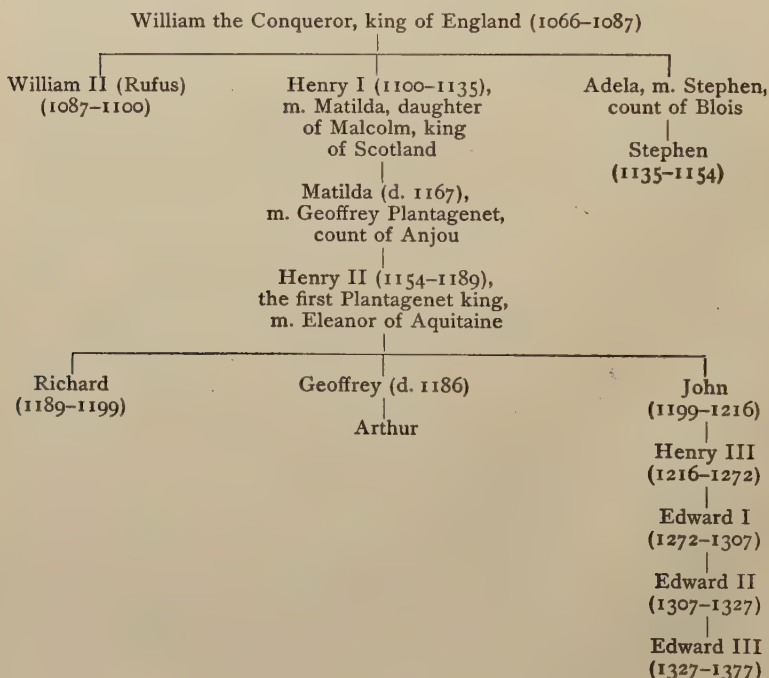 William the Conqueror, king of England (1066–1087)
William II (Rufus)
(1087–1100)
Henry I (1100–1135),
m. Matilda, daughter
of Malcolm, king
of Scotland
Adela, m. Stephen,
count of Blois
Stephen
(1135–1154)
Matilda (d. 1167),
m. Geoffrey Plantagenet,
count of Anjou
Henry II (1154–1189),
the first Plantagenet king,
m. Eleanor of Aquitaine
Richard
(1189–1199)
Geoffrey (d. 1186)
Arthur
John
(1199–1216)
Henry III
(1216–1272)
Edward I
(1272–1307)
Edward II
(1307–1327)
Edward III
(1327–1377)